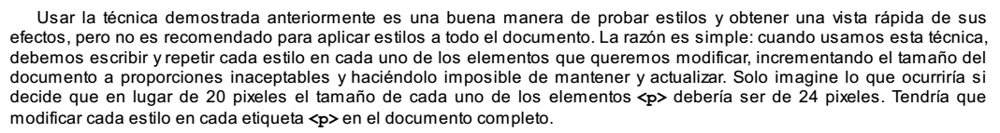 Usar la técnica demostrada anteriormente es una buena manera de probar estilos y obtener una vista rápida de sus
efectos, pero no es recomendado para aplicar estilos a todo el documento. La razón es simple: cuando usamos esta técnica,
debemos escribir y repetir cada estilo en cada uno de los elementos que queremos modificar, incrementando el tamaño del
documento a proporciones inaceptables y haciéndolo imposible de mantener y actualizar. Solo imagine lo que ocurriría si
decide que en lugar de 20 pixeles el tamaño de cada uno de los elementos <p> debería ser de 24 pixeles. Tendría que
modificar cada estilo en cada etiqueta <p> en el documento completo.